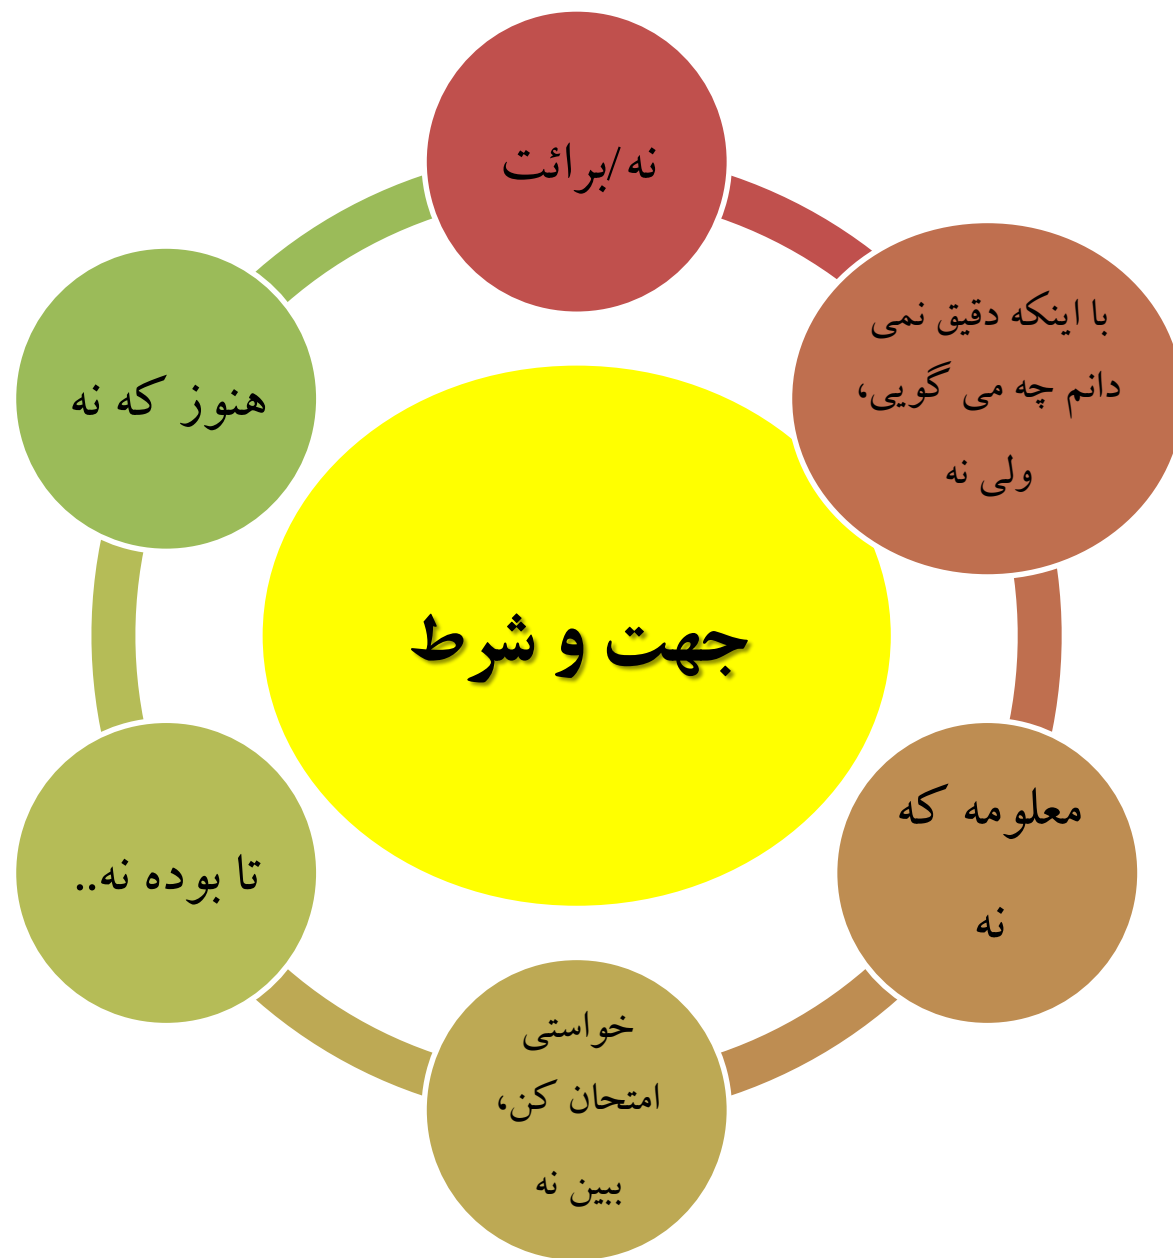 نه/برائت
با اینکه دقیق نمی
دانم چه می گویی،
ولی نه
معلومه که
نه
خواستی
امتحان کن،
ببین نه
تا بوده نه..
هنوز که نه
جهت و شرط